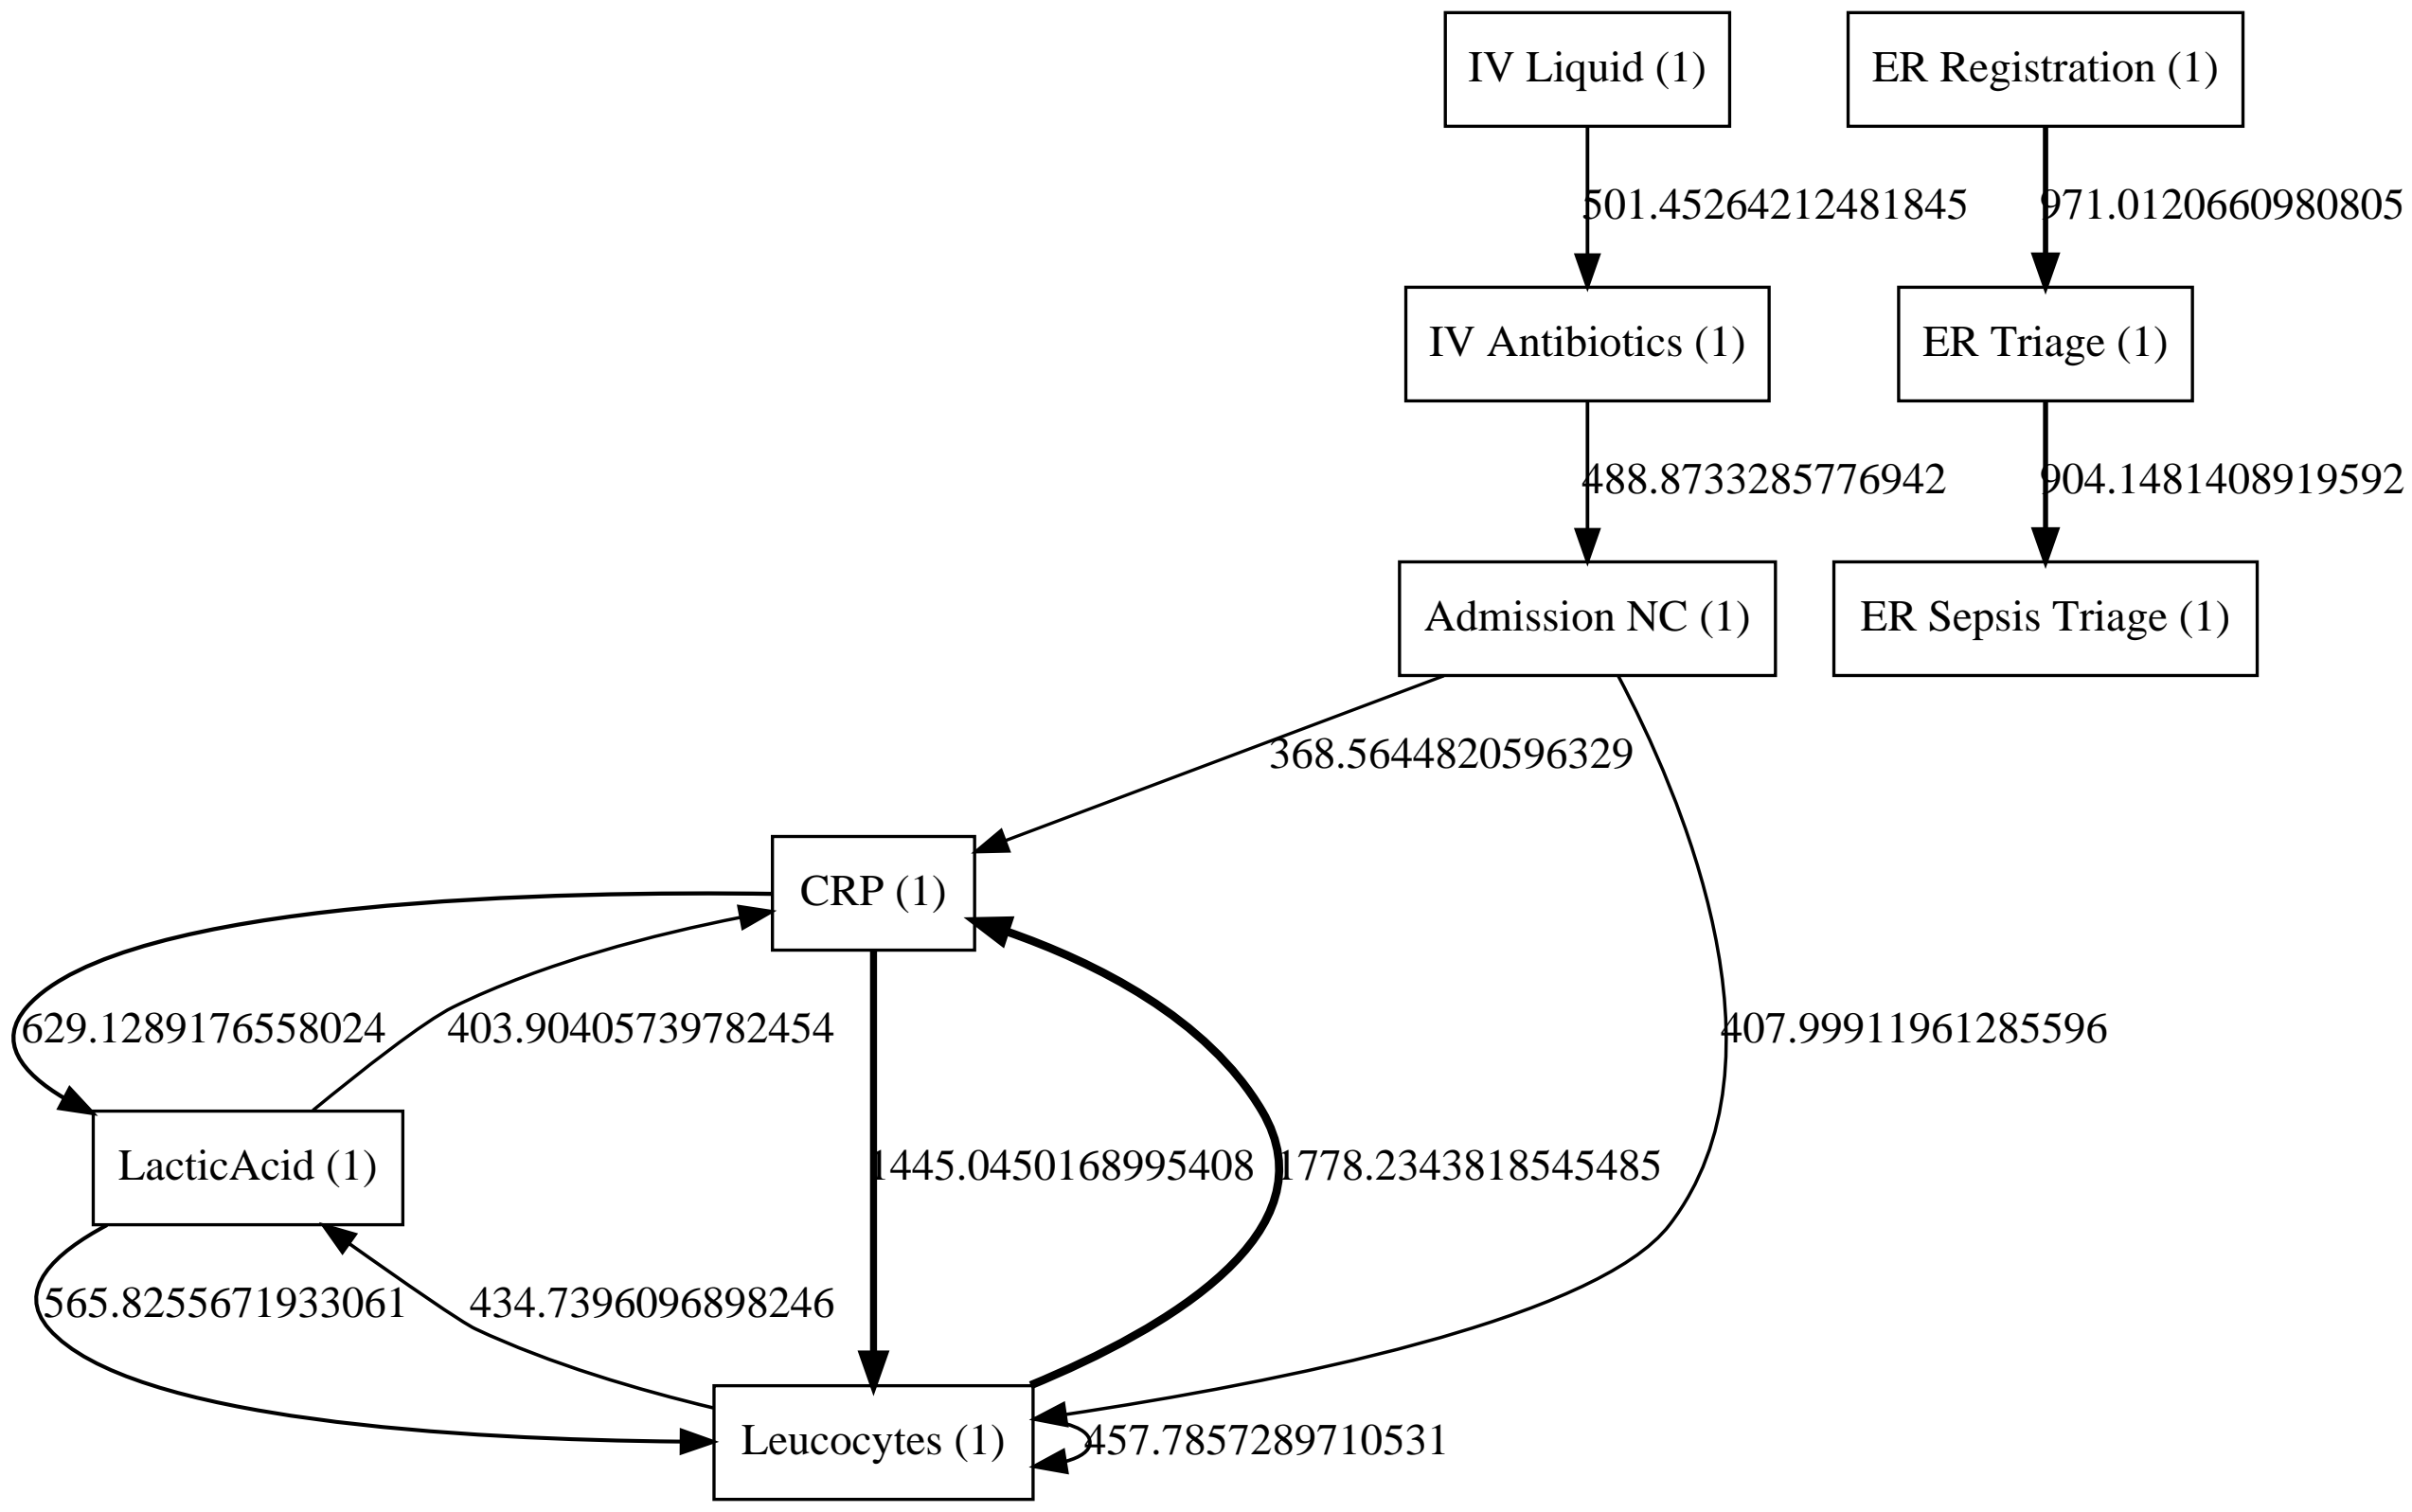 IV Liquid (1)
ER Registration (1)
501.45264212481845
971.0120660980805
IV Antibiotics (1)
ER Triage (1)
488.8733285776942
904.1481408919592
Admission NC (1)
ER Sepsis Triage (1)
368.5644820596329
CRP (1)
629.1289176558024
403.90405739782454
407.99911961285596
LacticAcid (1)
1445.0450168995408
1778.2343818545485
565.8255671933061
434.7396096898246
Leucocytes (1)
457.7857289710531